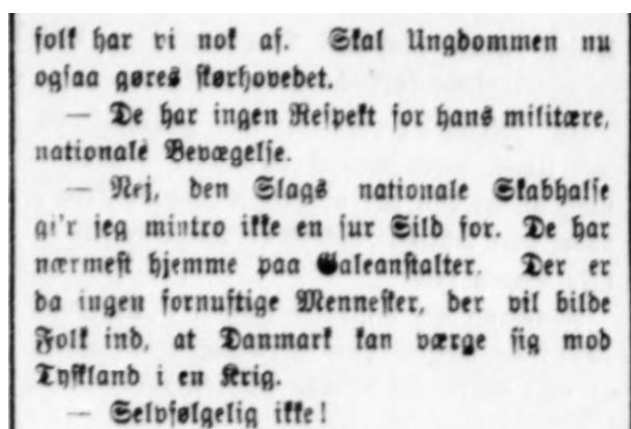 folk har vi nok af. Skal Ungdommen nu
ogsaa gøres størhovedet.
— De har ingen Respekt for hans militære,
nationale Bevægelse.
— Nej, den Slags nationale Skabhalse
gi'r jeg mintro ikke en sur Sild for. De har
nærmest hjemme paa Galeanstalter. Der er
da ingen fornuftige Mennesker, der vil bilde
Folk ind, at Danmark kan værge sig mod
Tyskland i en Krig.
— Selvfølgelig ikke!